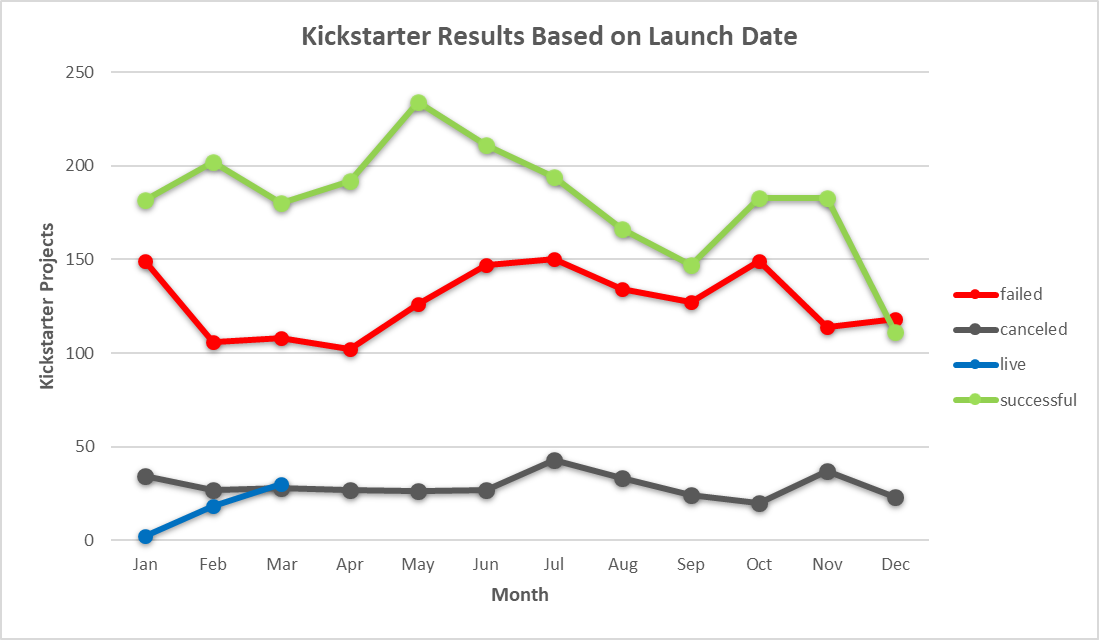 Kickstarter Results Based on Launch Date
250
200
150
100
50
0
Kickstarter Projects
Jan Feb Mar Apr May Jun Jul Aug Sep Oct Nov Dec
Month
failed
canceled
live
successful